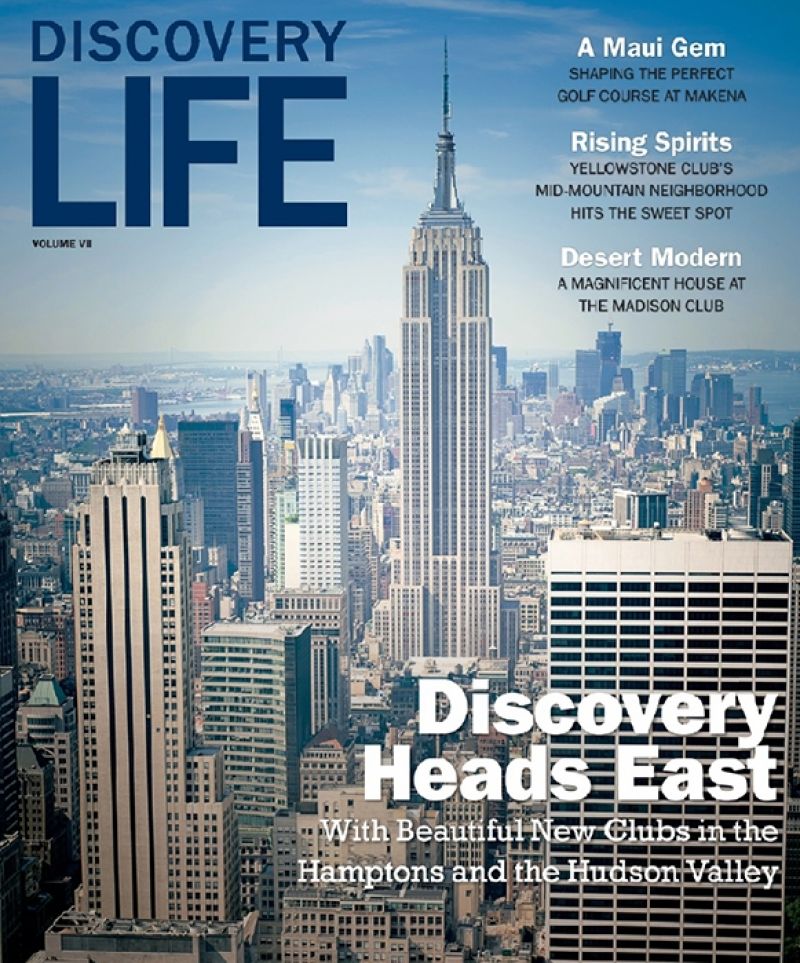 DISCOVERY
LIFE
VOLUME VII
A Maui Gem
SHAPING THE PERFECT
GOLF COURSE AT MAKENA
Rising Spirits
YELLOWSTONE CLUB'S
MID-MOUNTAIN NEIGHBORHOOD
HITS THE SWEET SPOT
Desert Modern
A MAGNIFICENT HOUSE AT
THE MADISON CLUB
Discovery
Heads East
With Beautiful New Clubs in the
Hamptons and the Hudson Valley